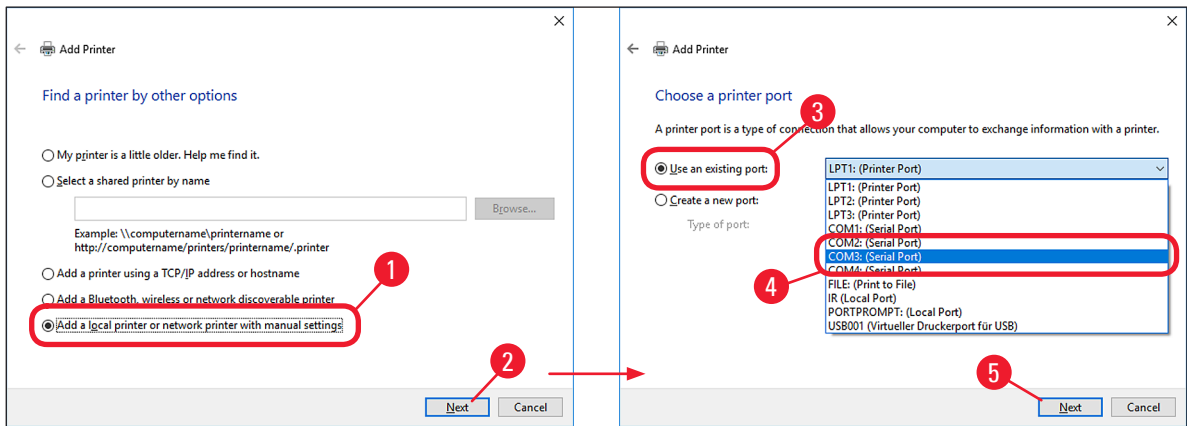 Add Printer
Find a printer by other options
My printer is a little older. Help me find it.
Select a shared printer by name
Browse...
Example: \\computername\printername or
http://computername/printers/printername/.printer
Add a printer using a TCP/IP address or hostname
1
Add a Bluetooth, wireless or network discoverable printer
Add a local printer or network printer with manual settings
2
Next
Cancel
Add Printer
Choose a printer port
3
A printer port is a type of connection that allows your computer to exchange information with a printer.
Use an existing port:
LPT1: (Printer Port)
LPT1: (Printer Port)
LPT2: (Printer Port)
LPT3: (Printer Port)
COM1: (Serial Port)
COM2: (Serial Port)
COM3: (Serial Port)
COM4: (Serial Port)
FILE: (Print to File)
IR (Local Port)
PORTPROMPT: (Local Port)
USB001 (Virtueller Druckerport für USB)
Create a new port:
Type of port:
4
5
Next
Cancel